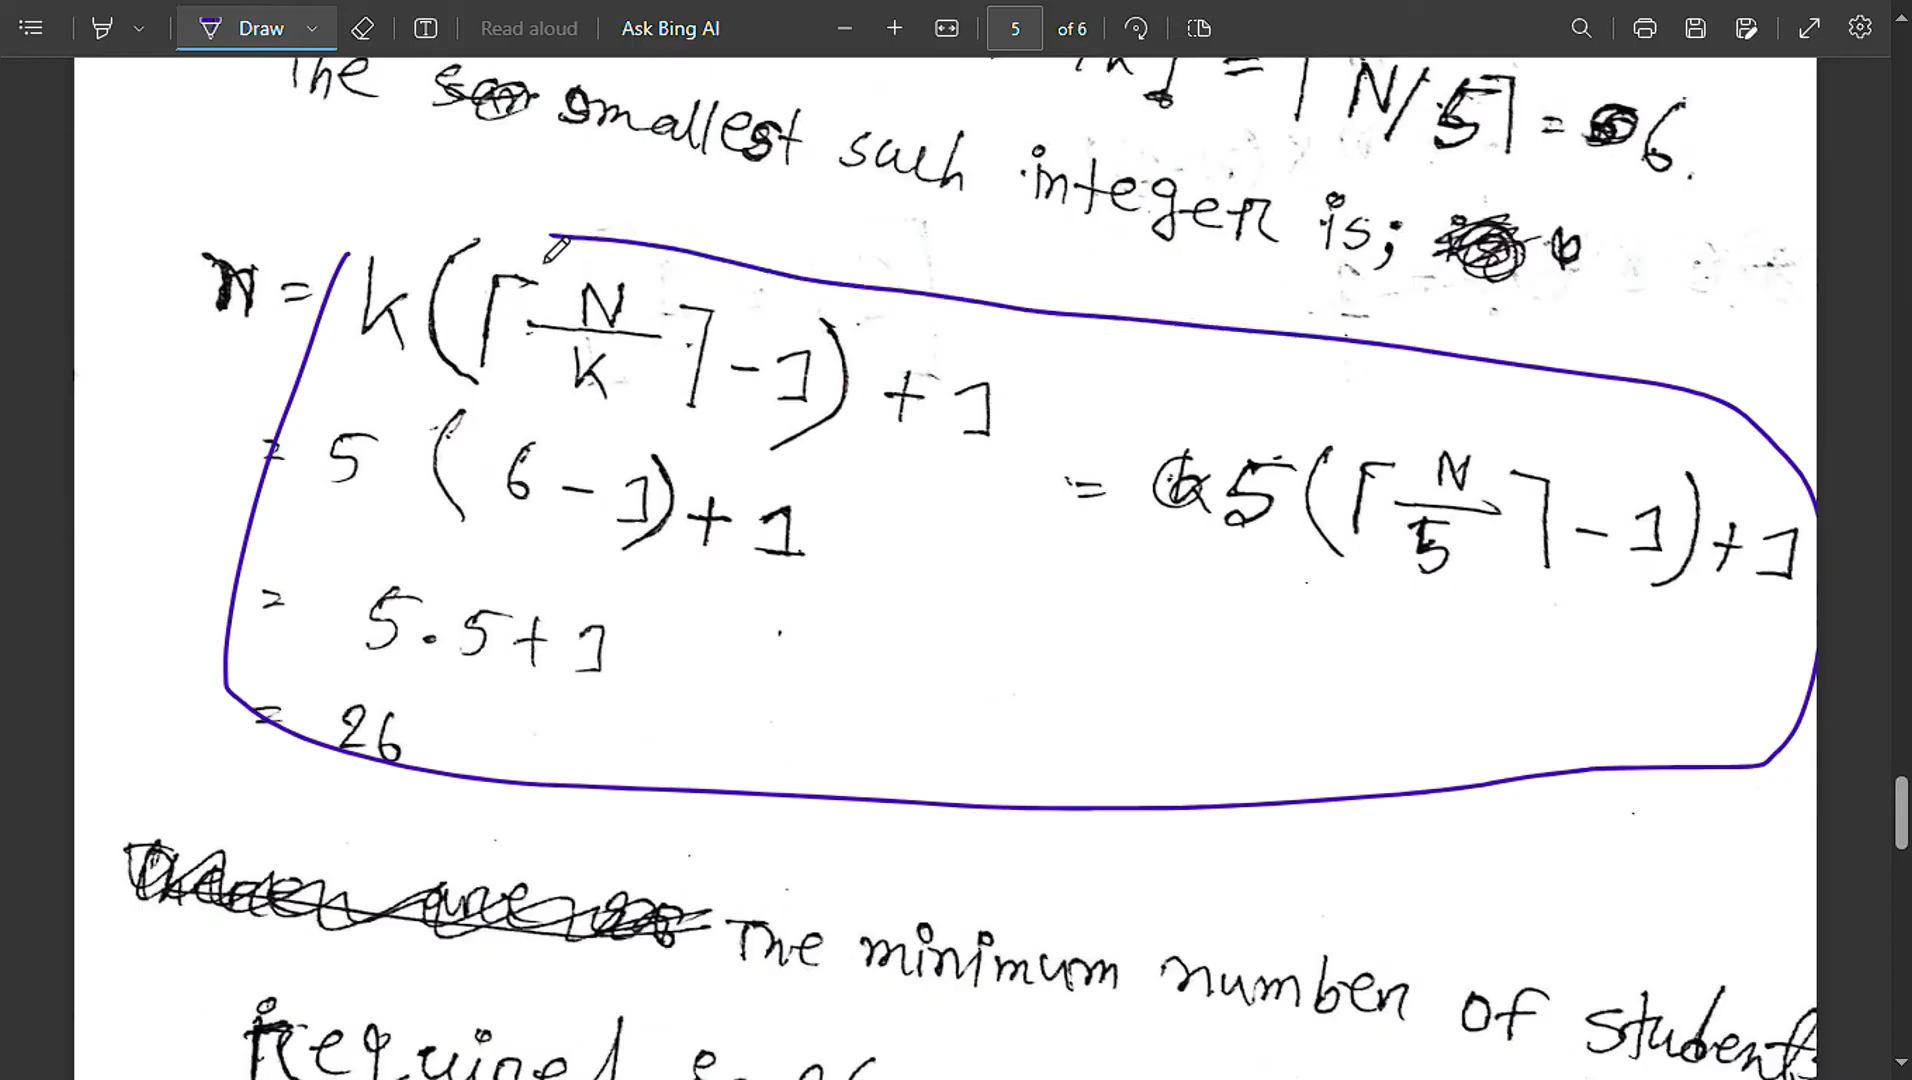 Draw
Read aloud
Ask Bing AI
5 of 6
⌈N/5⌉ = 6.
The smallest such integer is;
n = k(⌈N/k⌉ - 1) + 1
= 5 (6 - 1) + 1
= 5(⌈N/5⌉ - 1) + 1
= 5.5+1
= 26
The minimum number of students
Required